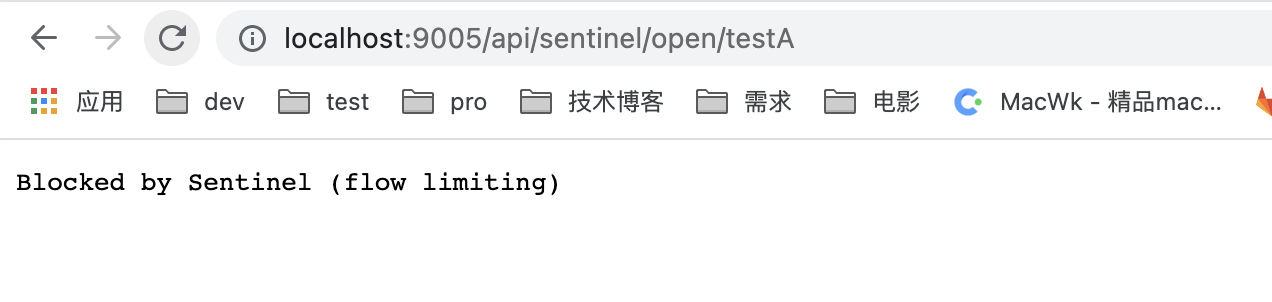 localhost:9005/api/sentinel/open/testA
应用 dev test pro 技术博客 需求 电影 MacWk - 精品mac...
Blocked by Sentinel (flow limiting)